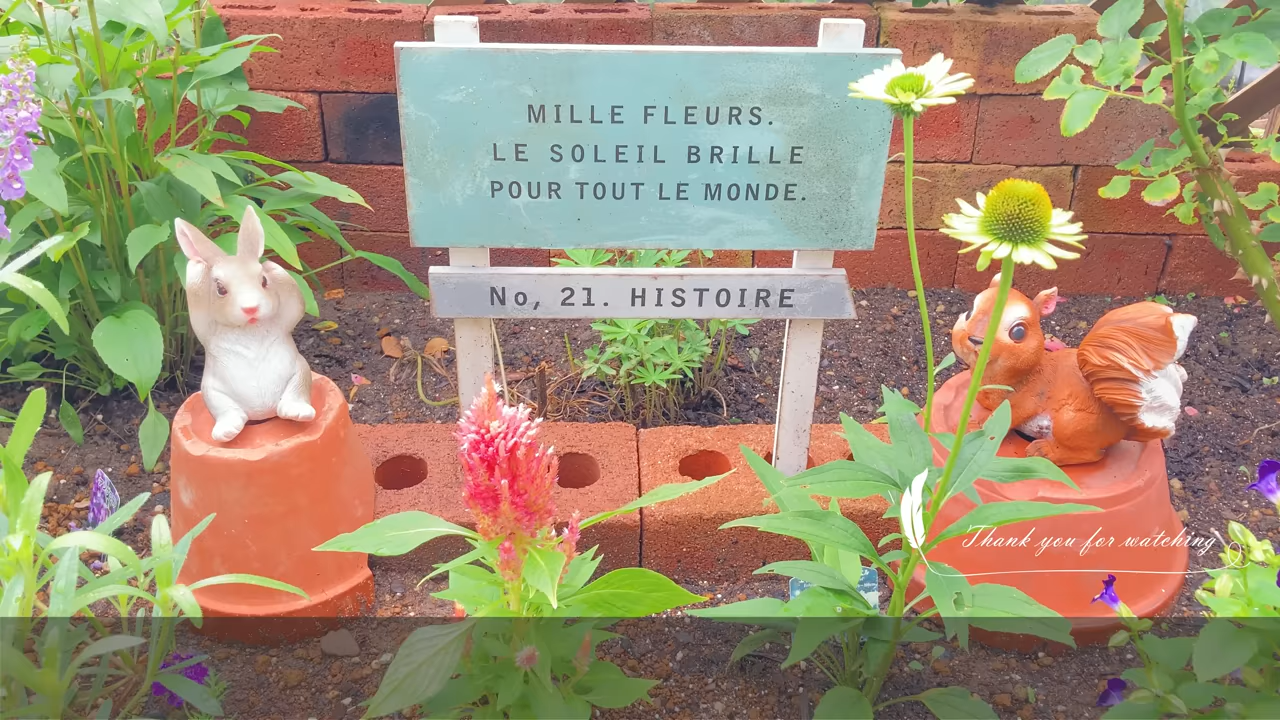 MILLE FLEURS.
LE SOLEIL BRILLE
POUR TOUT LE MONDE.
No, 21. HISTOIRE
Thank you for watching